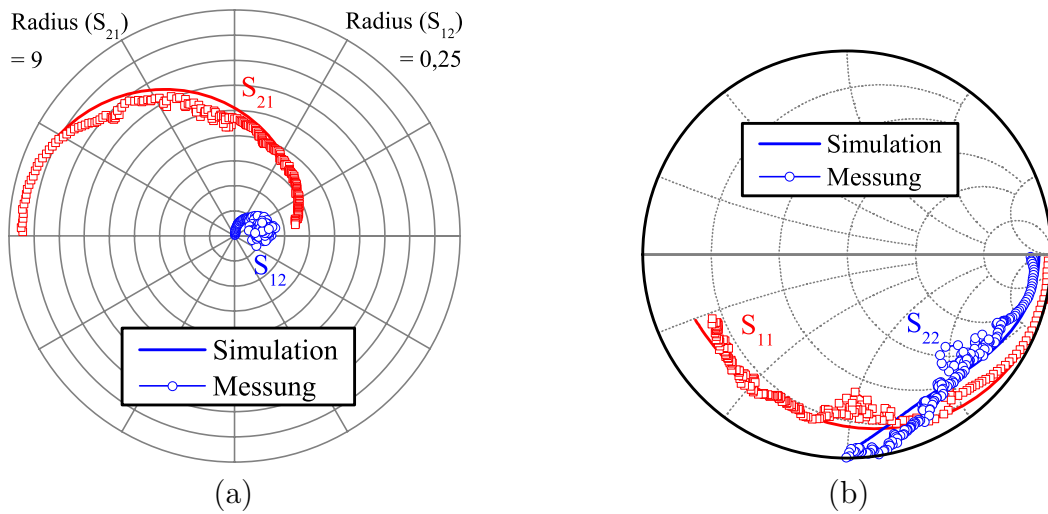 Radius (S₂₁)
= 9
Radius (S₁₂)
= 0,25
S₂₁
S₁₂
Simulation
Messung
(a)
Simulation
Messung
S₁₁
S₂₂
(b)